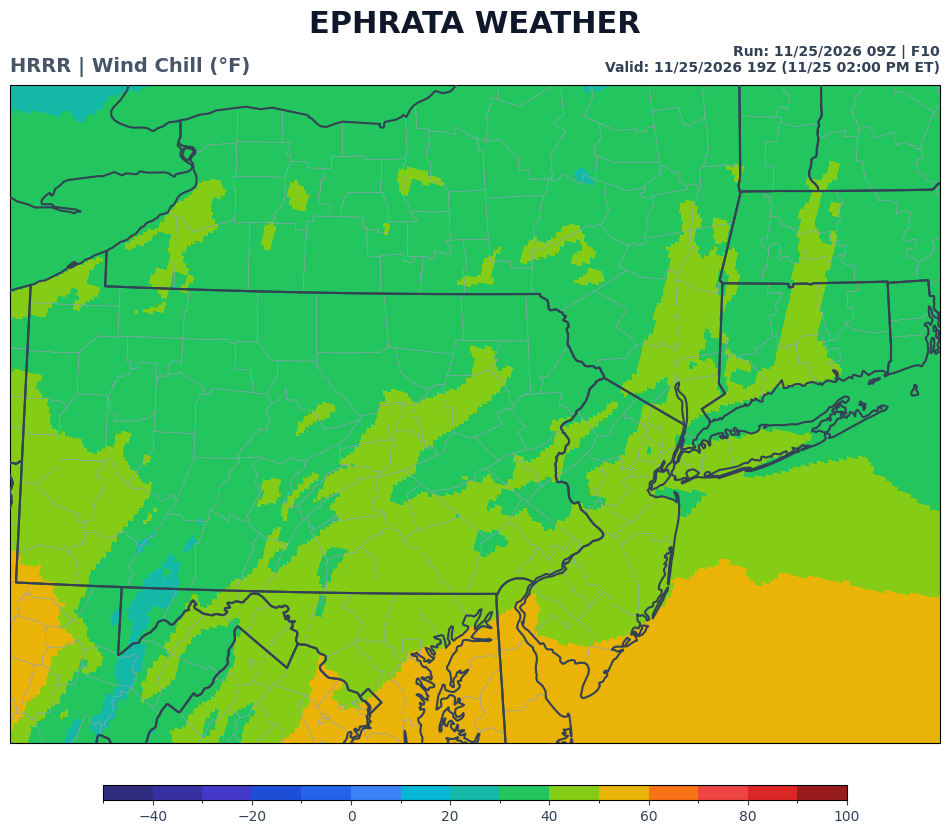 EPHRATA WEATHER
HRRR | Wind Chill (°F)
Run: 11/25/2026 09Z | F10
Valid: 11/25/2026 19Z (11/25 02:00 PM ET)
−40 −20 0 20 40 60 80 100